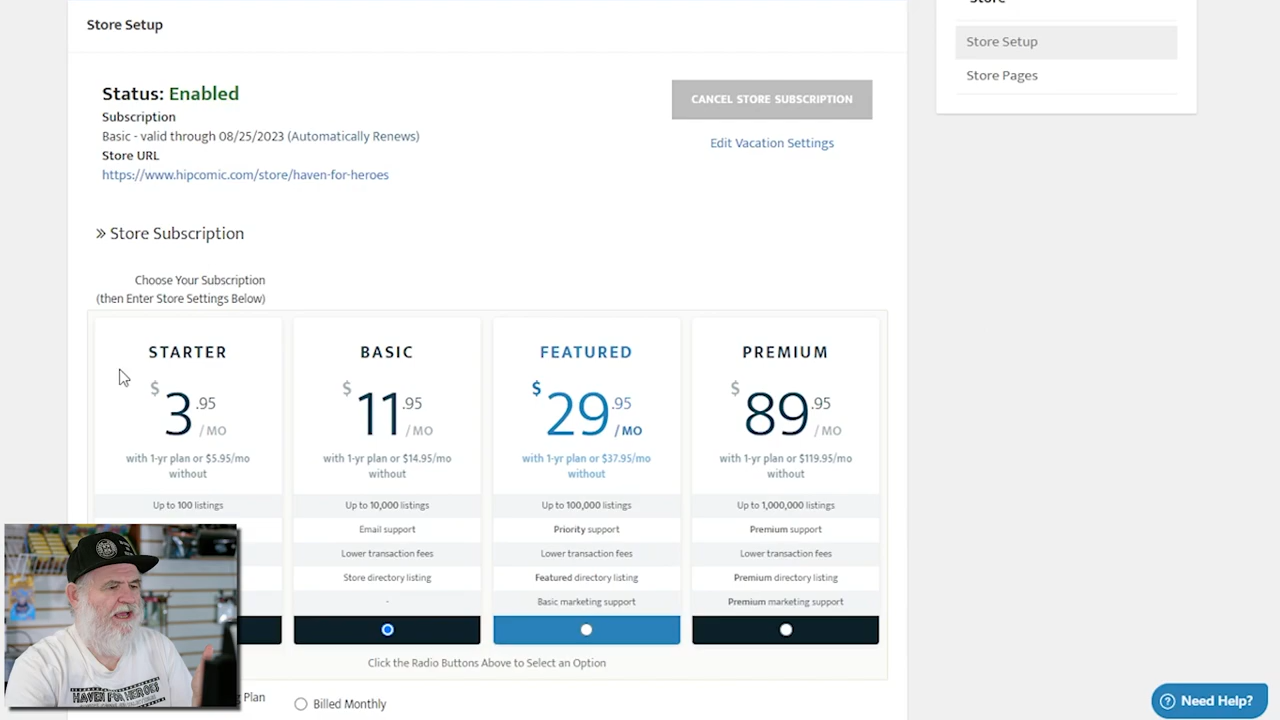 Store
Store Setup
Store Setup
Store Pages
Status: Enabled
CANCEL STORE SUBSCRIPTION
Subscription
Basic - valid through 08/25/2023 (Automatically Renews)
Edit Vacation Settings
Store URL
https://www.hipcomic.com/store/haven-for-heroes
» Store Subscription
Choose Your Subscription
(then Enter Store Settings Below)
STARTER
$3.95 / MO
with 1-yr plan or $5.95/mo
without
Up to 100 listings
BASIC
$11.95 / MO
with 1-yr plan or $14.95/mo
without
Up to 10,000 listings
Email support
Lower transaction fees
Store directory listing
-
FEATURED
$29.95 / MO
with 1-yr plan or $37.95/mo
without
Up to 100,000 listings
Priority support
Lower transaction fees
Featured directory listing
Basic marketing support
PREMIUM
$89.95 / MO
with 1-yr plan or $119.95/mo
without
Up to 1,000,000 listings
Premium support
Lower transaction fees
Premium directory listing
Premium marketing support
Click the Radio Buttons Above to Select an Option
Plan
Billed Monthly
HAVEN FOR HEROES
Need Help?